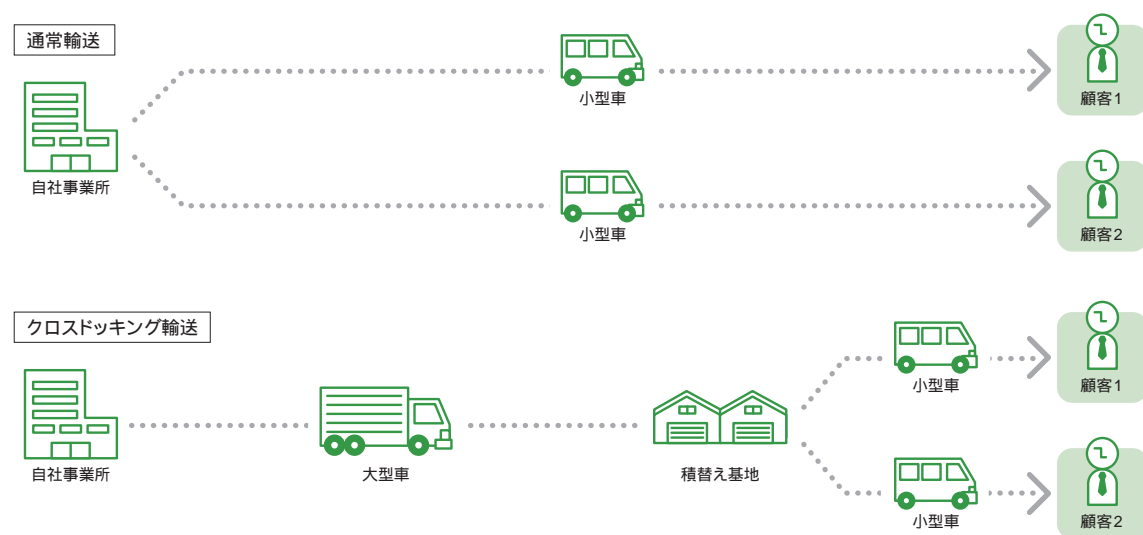 通常輸送
小型車
顧客1
自社事業所
小型車
顧客2
クロスドッキング輸送
小型車
顧客1
自社事業所
大型車
積替え基地
小型車
顧客2